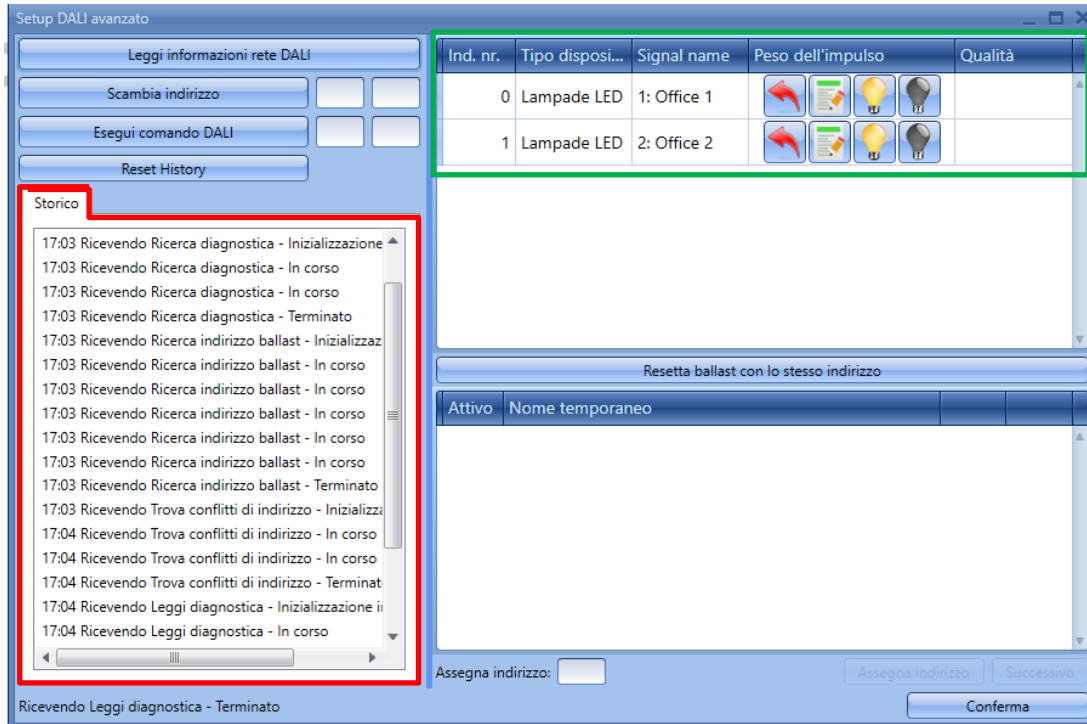 Setup DALI avanzato
Leggi informazioni rete DALI
Scambia indirizzo
Esegui comando DALI
Reset History
Storico
17:03 Ricevendo Ricerca diagnostica - Inizializzazione
17:03 Ricevendo Ricerca diagnostica - In corso
17:03 Ricevendo Ricerca diagnostica - In corso
17:03 Ricevendo Ricerca diagnostica - Terminato
17:03 Ricevendo Ricerca indirizzo ballast - Inizializzaz
17:03 Ricevendo Ricerca indirizzo ballast - In corso
17:03 Ricevendo Ricerca indirizzo ballast - In corso
17:03 Ricevendo Ricerca indirizzo ballast - In corso
17:03 Ricevendo Ricerca indirizzo ballast - In corso
17:03 Ricevendo Ricerca indirizzo ballast - In corso
17:03 Ricevendo Ricerca indirizzo ballast - Terminato
17:03 Ricevendo Trova conflitti di indirizzo - Inizializza
17:04 Ricevendo Trova conflitti di indirizzo - In corso
17:04 Ricevendo Trova conflitti di indirizzo - In corso
17:04 Ricevendo Trova conflitti di indirizzo - Terminat
17:04 Ricevendo Leggi diagnostica - Inizializzazione i
17:04 Ricevendo Leggi diagnostica - In corso
Ricevendo Leggi diagnostica - Terminato
Ind. nr. Tipo disposi... Signal name Peso dell'impulso Qualità
0 Lampade LED 1: Office 1
1 Lampade LED 2: Office 2
Resetta ballast con lo stesso indirizzo
Attivo Nome temporaneo
Assegna indirizzo: Assegna indirizzo Successivo
Conferma